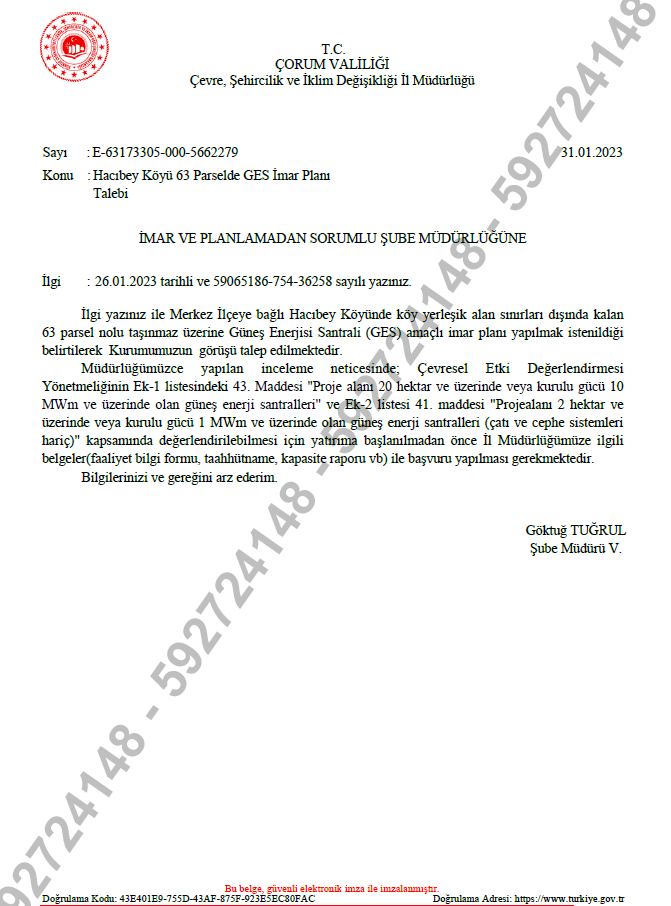 T.C.
ÇORUM VALİLİĞİ
Çevre, Şehircilik ve İklim Değişikliği İl Müdürlüğü
Sayı : E-63173305-000-5662279 31.01.2023
Konu : Hacıbey Köyü 63 Parselde GES İmar Planı
Talebi
İMAR VE PLANLAMADAN SORUMLU ŞUBE MÜDÜRLÜĞÜNE
İlgi : 26.01.2023 tarihli ve 59065186-754-36258 sayılı yazınız.
İlgi yazınız ile Merkez İlçeye bağlı Hacıbey Köyünde köy yerleşik alan sınırları dışında kalan
63 parsel nolu taşınmaz üzerine Güneş Enerjisi Santrali (GES) amaçlı imar planı yapılmak istenildiği
belirtilerek Kurumumuzun görüşü talep edilmektedir.
Müdürlüğümüzce yapılan inceleme neticesinde; Çevresel Etki Değerlendirmesi
Yönetmeliğinin Ek-1 listesindeki 43. Maddesi "Proje alanı 20 hektar ve üzerinde veya kurulu gücü 10
MWm ve üzerinde olan güneş enerji santralleri" ve Ek-2 listesi 41. maddesi "Projealanı 2 hektar ve
üzerinde veya kurulu gücü 1 MWm ve üzerinde olan güneş enerji santralleri (çatı ve cephe sistemleri
hariç)" kapsamında değerlendirilebilmesi için yatırıma başlanılmadan önce İl Müdürlüğümüze ilgili
belgeler(faaliyet bilgi formu, taahhütname, kapasite raporu vb) ile başvuru yapılması gerekmektedir.
Bilgilerinizi ve gereğini arz ederim.
Göktuğ TUĞRUL
Şube Müdürü V.
592724148 - 592724148 - 592724148 - 592724148 - 592724148
Bu belge, güvenli elektronik imza ile imzalanmıştır.
Doğrulama Kodu: 43E401E9-755D-43AF-875F-923E5EC80FAC Doğrulama Adresi: https://www.turkiye.gov.tr